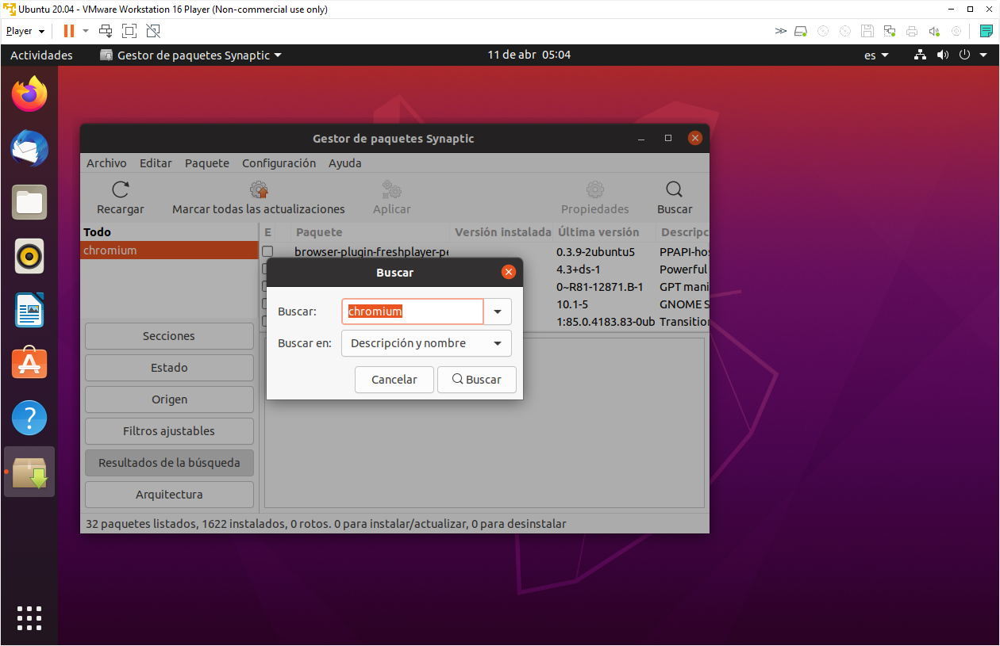 Ubuntu 20.04 - VMware Workstation 16 Player (Non-commercial use only)
Player
Actividades Gestor de paquetes Synaptic 11 de abr 05:04 es
Gestor de paquetes Synaptic
Archivo Editar Paquete Configuración Ayuda
Recargar Marcar todas las actualizaciones Aplicar Propiedades Buscar
Todo
chromium
E Paquete Versión instalada Última versión Descripc
browser-plugin-freshplayer-pe 0.3.9-2ubuntu5 PPAPI-hos
4.3+ds-1 Powerful
0~R81-12871.B-1 GPT mani
10.1-5 GNOME S
1:85.0.4183.83-0ub Transition
Buscar
Buscar: chromium
Buscar en: Descripción y nombre
Cancelar Buscar
Secciones
Estado
Origen
Filtros ajustables
Resultados de la búsqueda
Arquitectura
32 paquetes listados, 1622 instalados, 0 rotos. 0 para instalar/actualizar, 0 para desinstalar